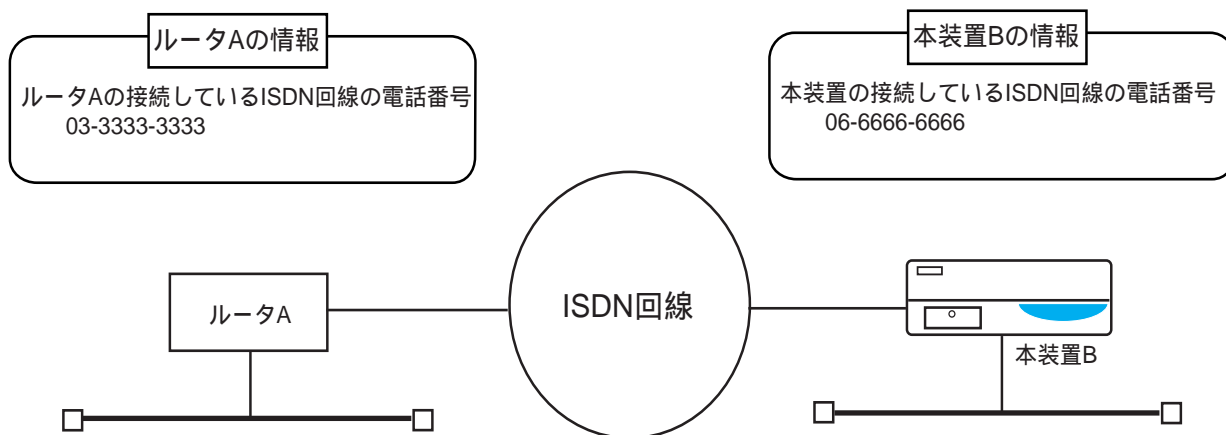 ルータAの情報
ルータAの接続しているISDN回線の電話番号
03-3333-3333
本装置Bの情報
本装置の接続しているISDN回線の電話番号
06-6666-6666
ルータA
ISDN回線
本装置B